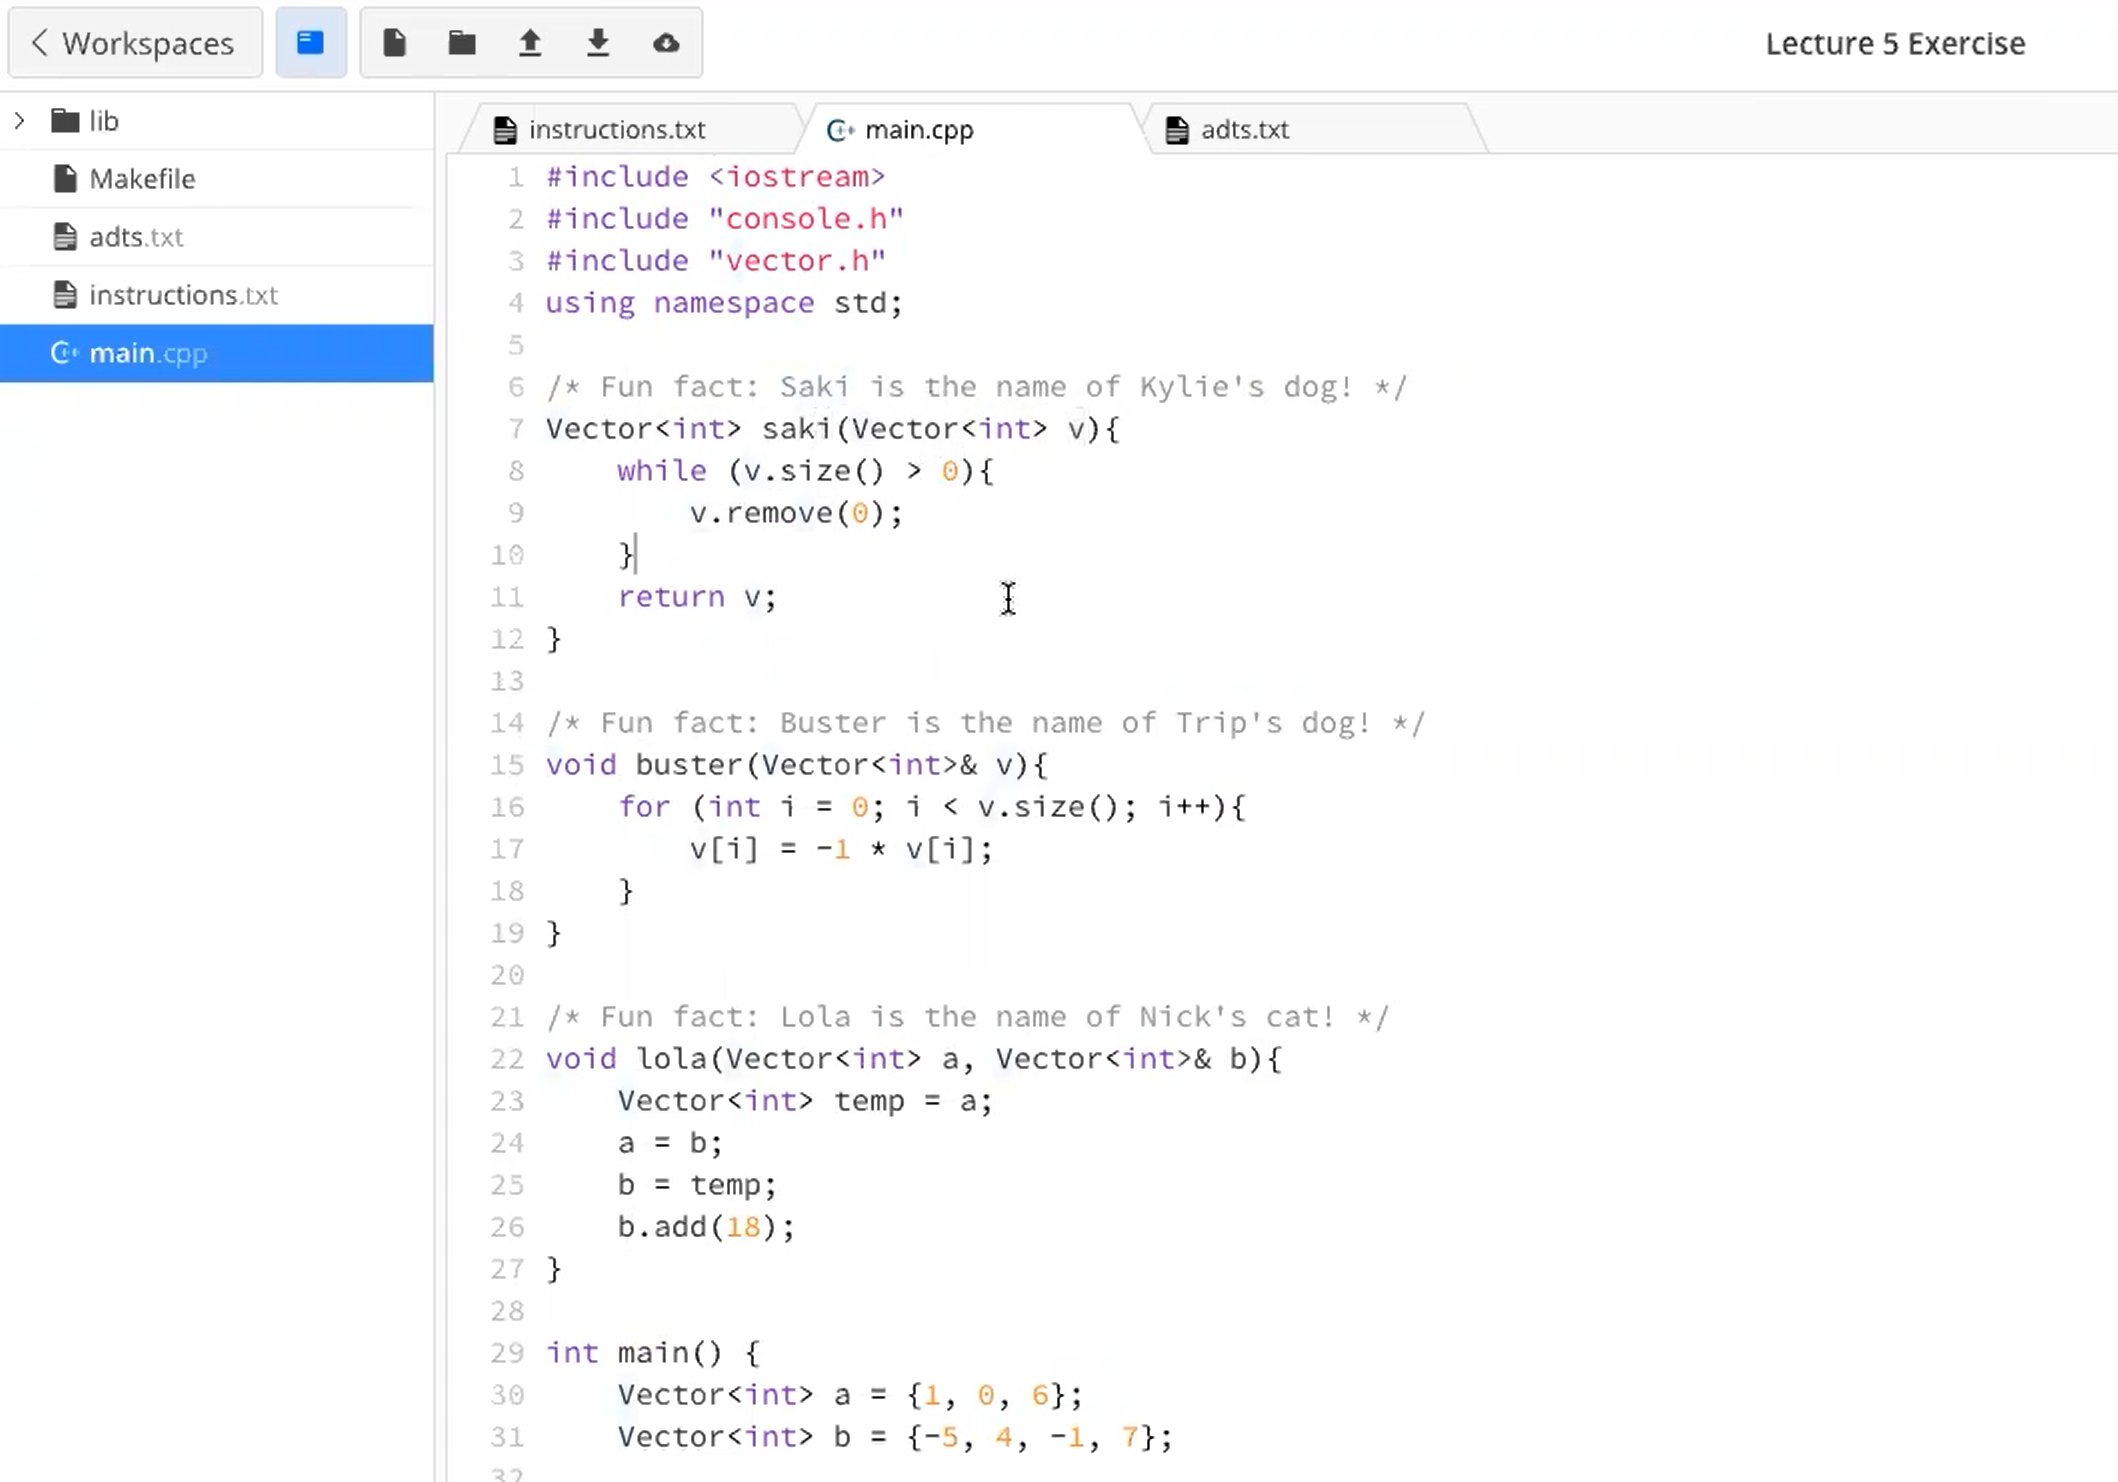 Workspaces
Lecture 5 Exercise
lib
Makefile
adts.txt
instructions.txt
main.cpp
instructions.txt
main.cpp
adts.txt
1 #include <iostream>
2 #include "console.h"
3 #include "vector.h"
4 using namespace std;
5
6 /* Fun fact: Saki is the name of Kylie's dog! */
7 Vector<int> saki(Vector<int> v){
8     while (v.size() > 0){
9         v.remove(0);
10     }
11     return v;
12 }
13
14 /* Fun fact: Buster is the name of Trip's dog! */
15 void buster(Vector<int>& v){
16     for (int i = 0; i < v.size(); i++){
17         v[i] = -1 * v[i];
18     }
19 }
20
21 /* Fun fact: Lola is the name of Nick's cat! */
22 void lola(Vector<int> a, Vector<int>& b){
23     Vector<int> temp = a;
24     a = b;
25     b = temp;
26     b.add(18);
27 }
28
29 int main() {
30     Vector<int> a = {1, 0, 6};
31     Vector<int> b = {-5, 4, -1, 7};
32